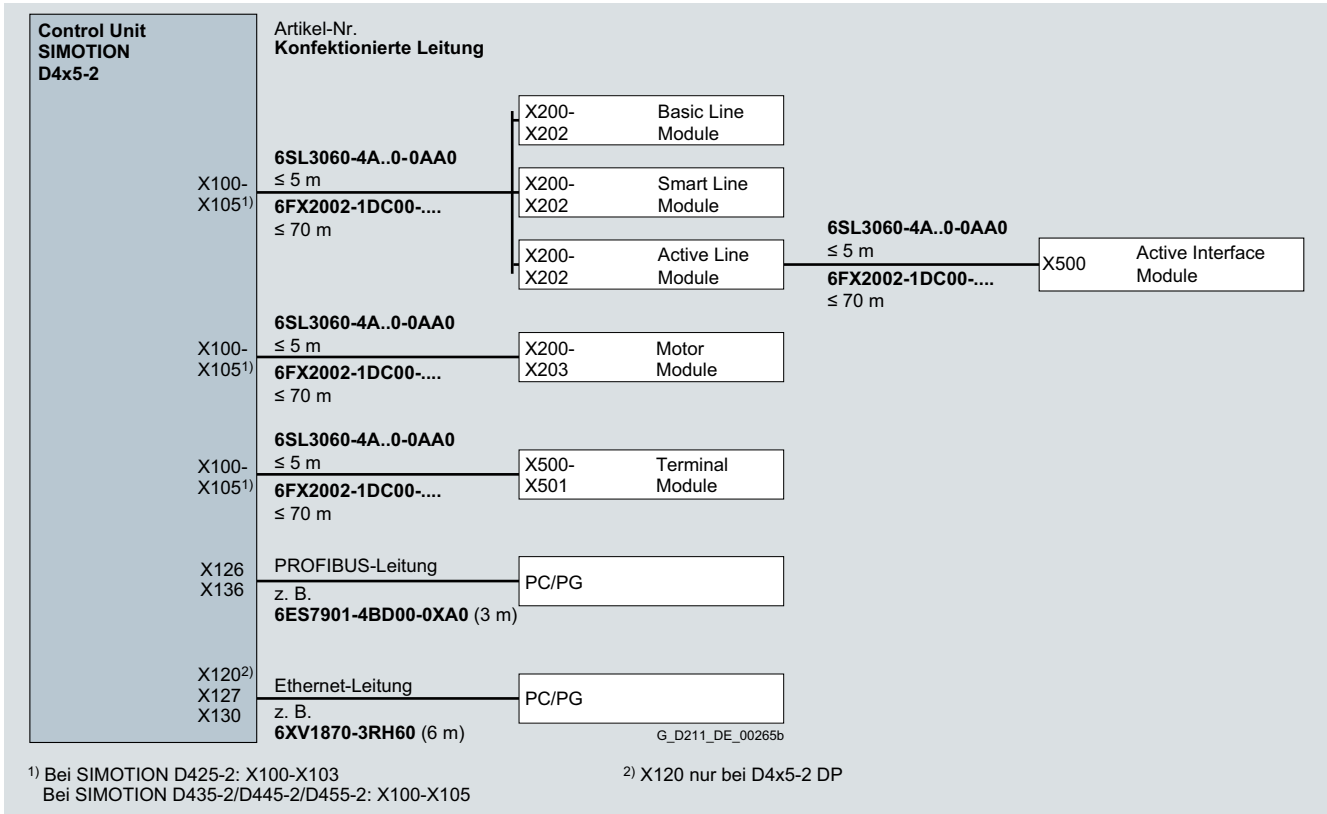 Control Unit
SIMOTION
D4x5-2
Artikel-Nr.
Konfektionierte Leitung
X100-
X105¹⁾
6SL3060-4A..0-0AA0
≤ 5 m
6FX2002-1DC00-....
≤ 70 m
X200- Basic Line
X202 Module
X200- Smart Line
X202 Module
X200- Active Line
X202 Module
6SL3060-4A..0-0AA0
≤ 5 m
6FX2002-1DC00-....
≤ 70 m
X500 Active Interface
Module
X100-
X105¹⁾
6SL3060-4A..0-0AA0
≤ 5 m
6FX2002-1DC00-....
≤ 70 m
X200- Motor
X203 Module
X100-
X105¹⁾
6SL3060-4A..0-0AA0
≤ 5 m
6FX2002-1DC00-....
≤ 70 m
X500- Terminal
X501 Module
X126
X136
PROFIBUS-Leitung
z. B.
6ES7901-4BD00-0XA0 (3 m)
PC/PG
X120²⁾
X127
X130
Ethernet-Leitung
z. B.
6XV1870-3RH60 (6 m)
PC/PG
G_D211_DE_00265b
¹⁾ Bei SIMOTION D425-2: X100-X103
Bei SIMOTION D435-2/D445-2/D455-2: X100-X105
²⁾ X120 nur bei D4x5-2 DP